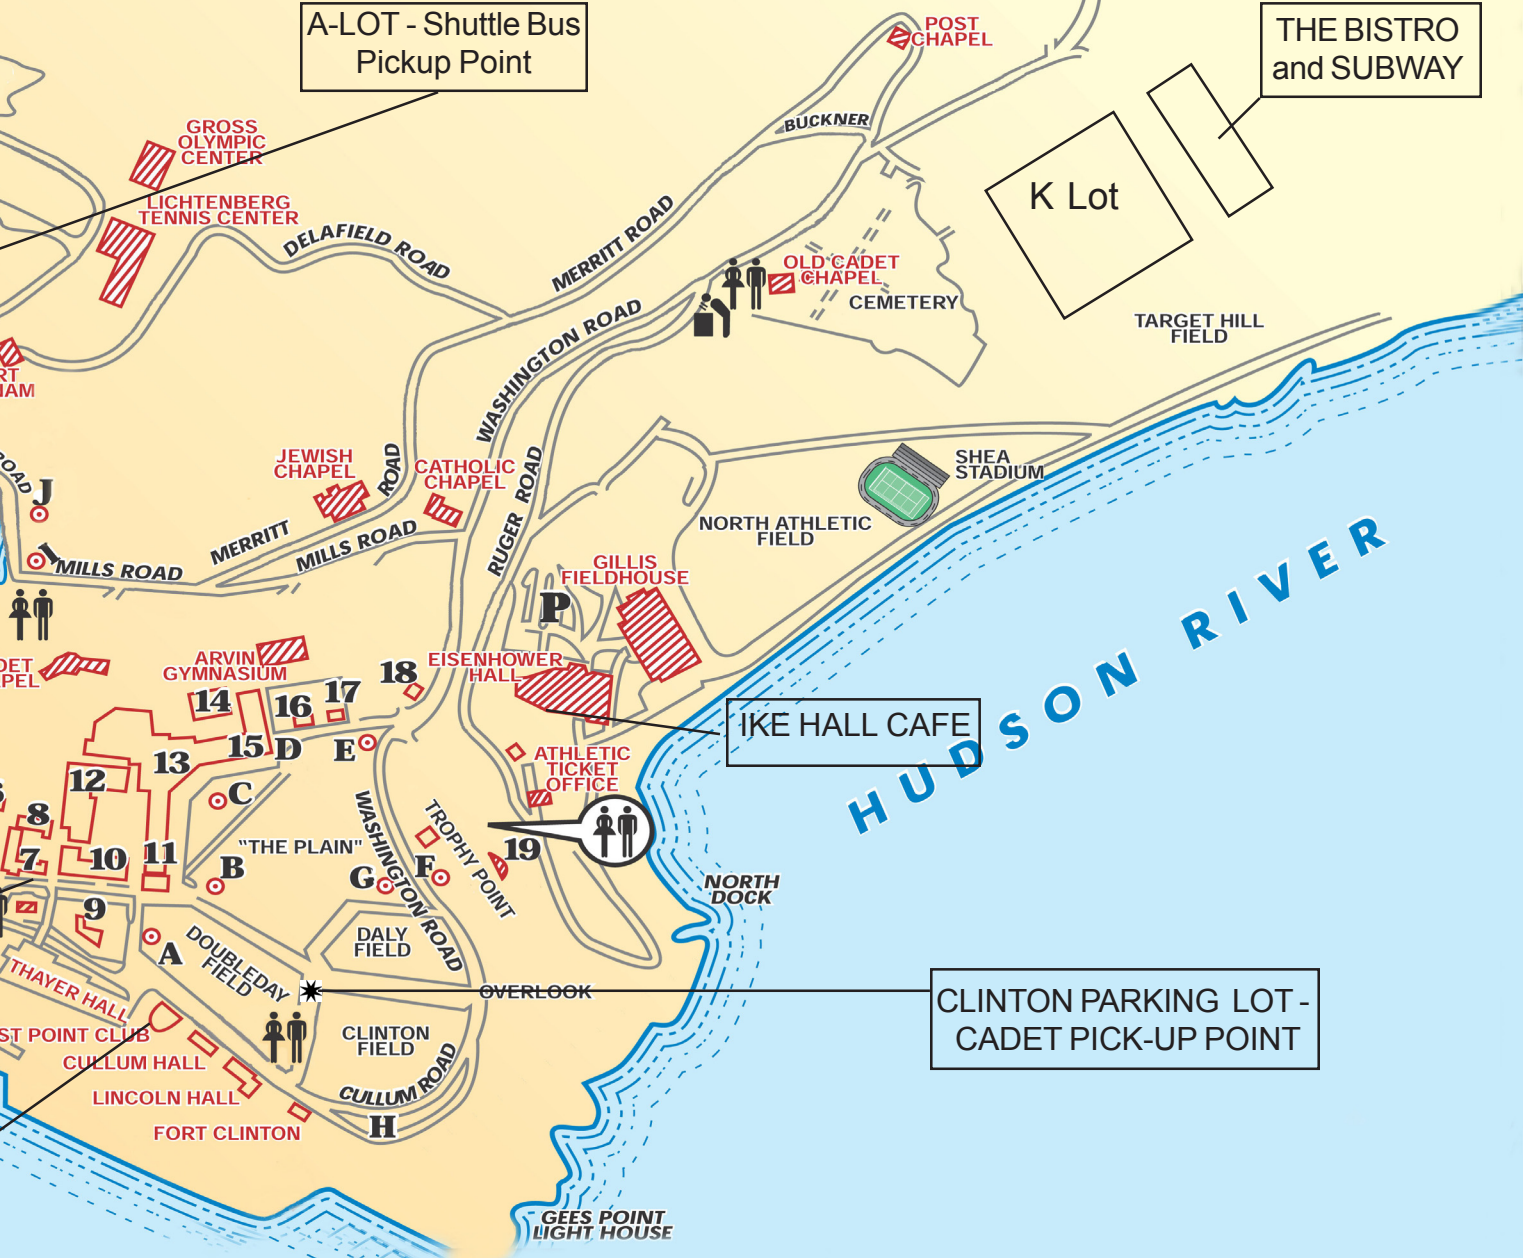 A-LOT - Shuttle Bus
Pickup Point
POST
CHAPEL
THE BISTRO
and SUBWAY
BUCKNER
GROSS
OLYMPIC
CENTER
LICHTENBERG
TENNIS CENTER
K Lot
DELAFIELD ROAD
MERRITT ROAD
OLD CADET
CHAPEL
CEMETERY
TARGET HILL
FIELD
WASHINGTON ROAD
JEWISH
CHAPEL
ROAD
CATHOLIC
CHAPEL
RUGER ROAD
SHEA
STADIUM
NORTH ATHLETIC
FIELD
ROAD
J
I
MERRITT
MILLS ROAD
MILLS ROAD
GILLIS
FIELDHOUSE
P
HUDSON RIVER
ARVIN
GYMNASIUM
EISENHOWER
HALL
18
17
16
14
15
D
E
IKE HALL CAFE
ATHLETIC
TICKET
OFFICE
13
12
C
8
7
10
11
"THE PLAIN"
B
WASHINGTON ROAD
TROPHY POINT
19
F
G
NORTH
DOCK
9
A
DOUBLEDAY
FIELD
DALY
FIELD
OVERLOOK
CLINTON PARKING LOT -
CADET PICK-UP POINT
THAYER HALL
ST POINT CLUB
CULLUM HALL
LINCOLN HALL
FORT CLINTON
CLINTON
FIELD
CULLUM ROAD
H
GEES POINT
LIGHT HOUSE